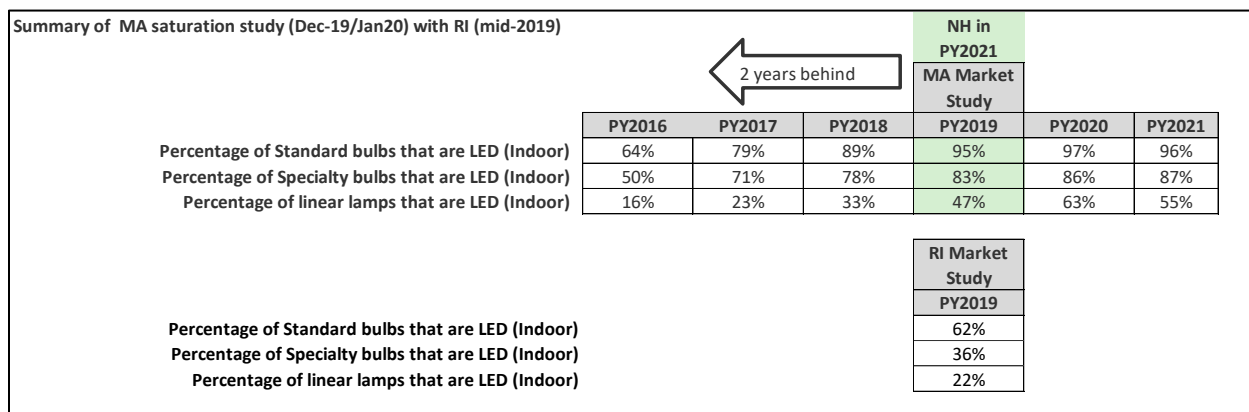 Summary of MA saturation study (Dec-19/Jan20) with RI (mid-2019)
NH in
PY2021
2 years behind
MA Market
Study
PY2016 PY2017 PY2018 PY2019 PY2020 PY2021
Percentage of Standard bulbs that are LED (Indoor) 64% 79% 89% 95% 97% 96%
Percentage of Specialty bulbs that are LED (Indoor) 50% 71% 78% 83% 86% 87%
Percentage of linear lamps that are LED (Indoor) 16% 23% 33% 47% 63% 55%
RI Market
Study
PY2019
Percentage of Standard bulbs that are LED (Indoor) 62%
Percentage of Specialty bulbs that are LED (Indoor) 36%
Percentage of linear lamps that are LED (Indoor) 22%